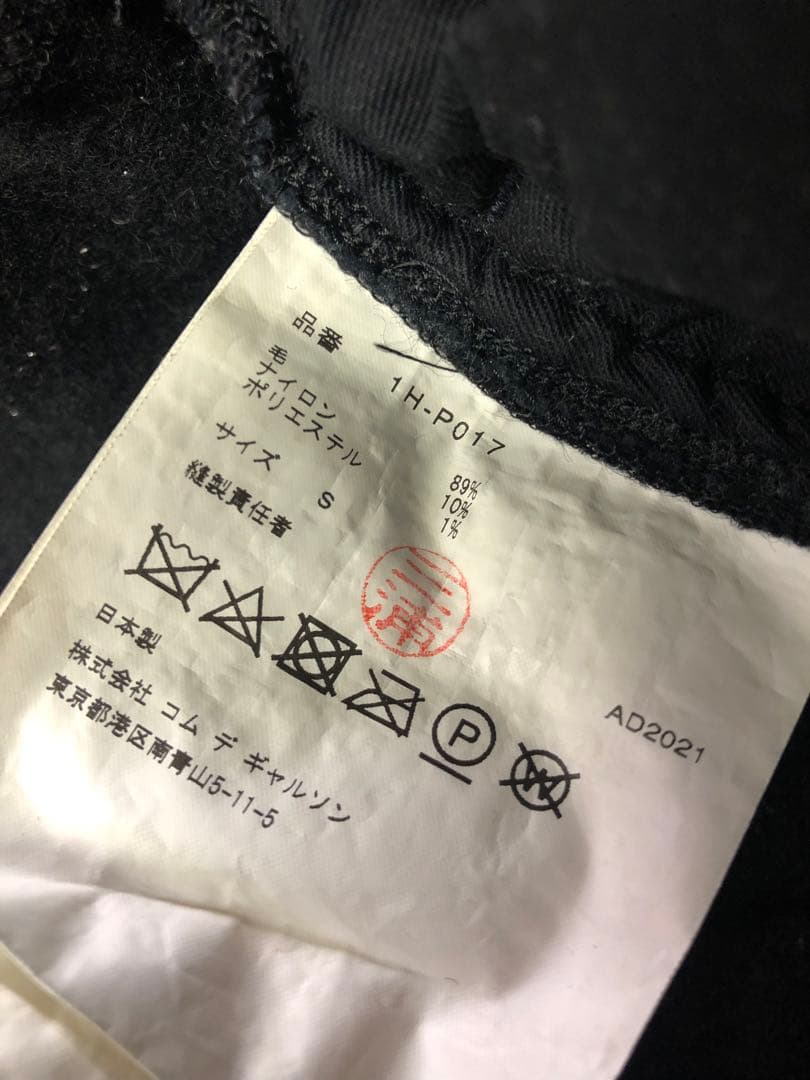 品番 1H-P017
毛 89%
ナイロン 10%
ポリエステル 1%
サイズ S
縫製責任者
三浦
P
W
AD2021
日本製
株式会社 コム デ ギャルソン
東京都港区南青山5-11-5